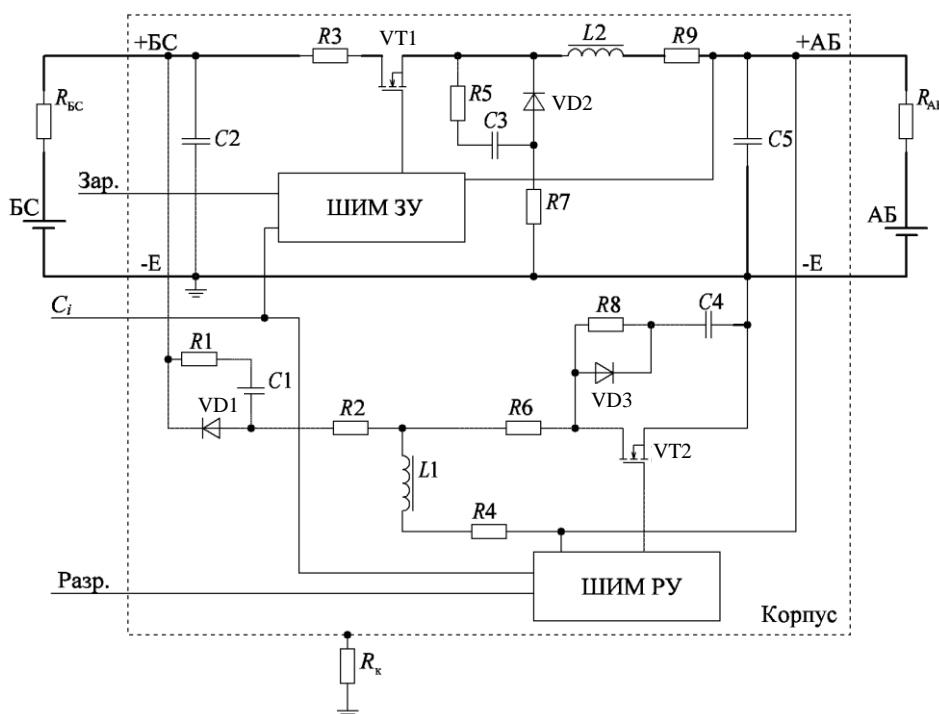 +БС
R3
VT1
L2
R9
+АБ
RБС
C2
R5
C3
VD2
C5
RАБ
Зар.
ШИМ ЗУ
R7
БС
АБ
-Е
-Е
Ci
R1
C1
R8
C4
VD1
R2
R6
VD3
VT2
L1
R4
Разр.
ШИМ РУ
Корпус
Rк